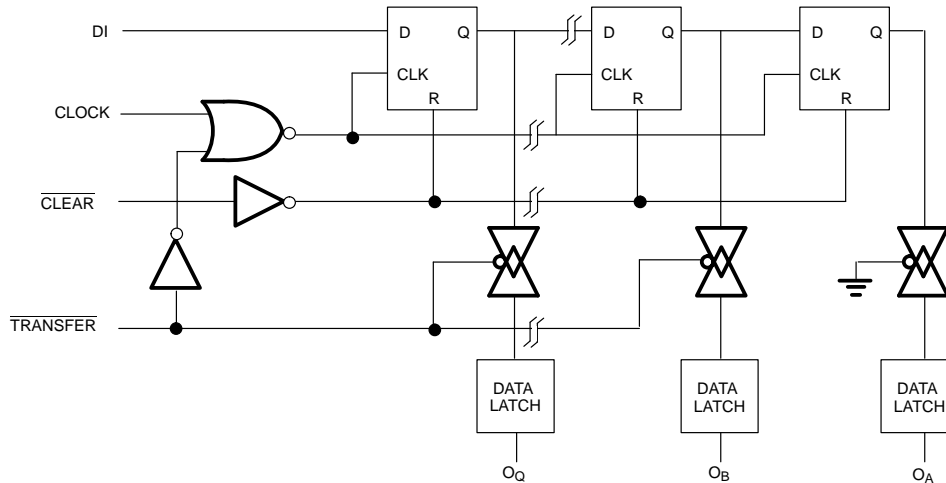 DI
D Q
CLK
R
D Q
CLK
R
D Q
CLK
R
CLOCK
CLEAR
TRANSFER
DATA
LATCH
DATA
LATCH
DATA
LATCH
OQ
OB
OA